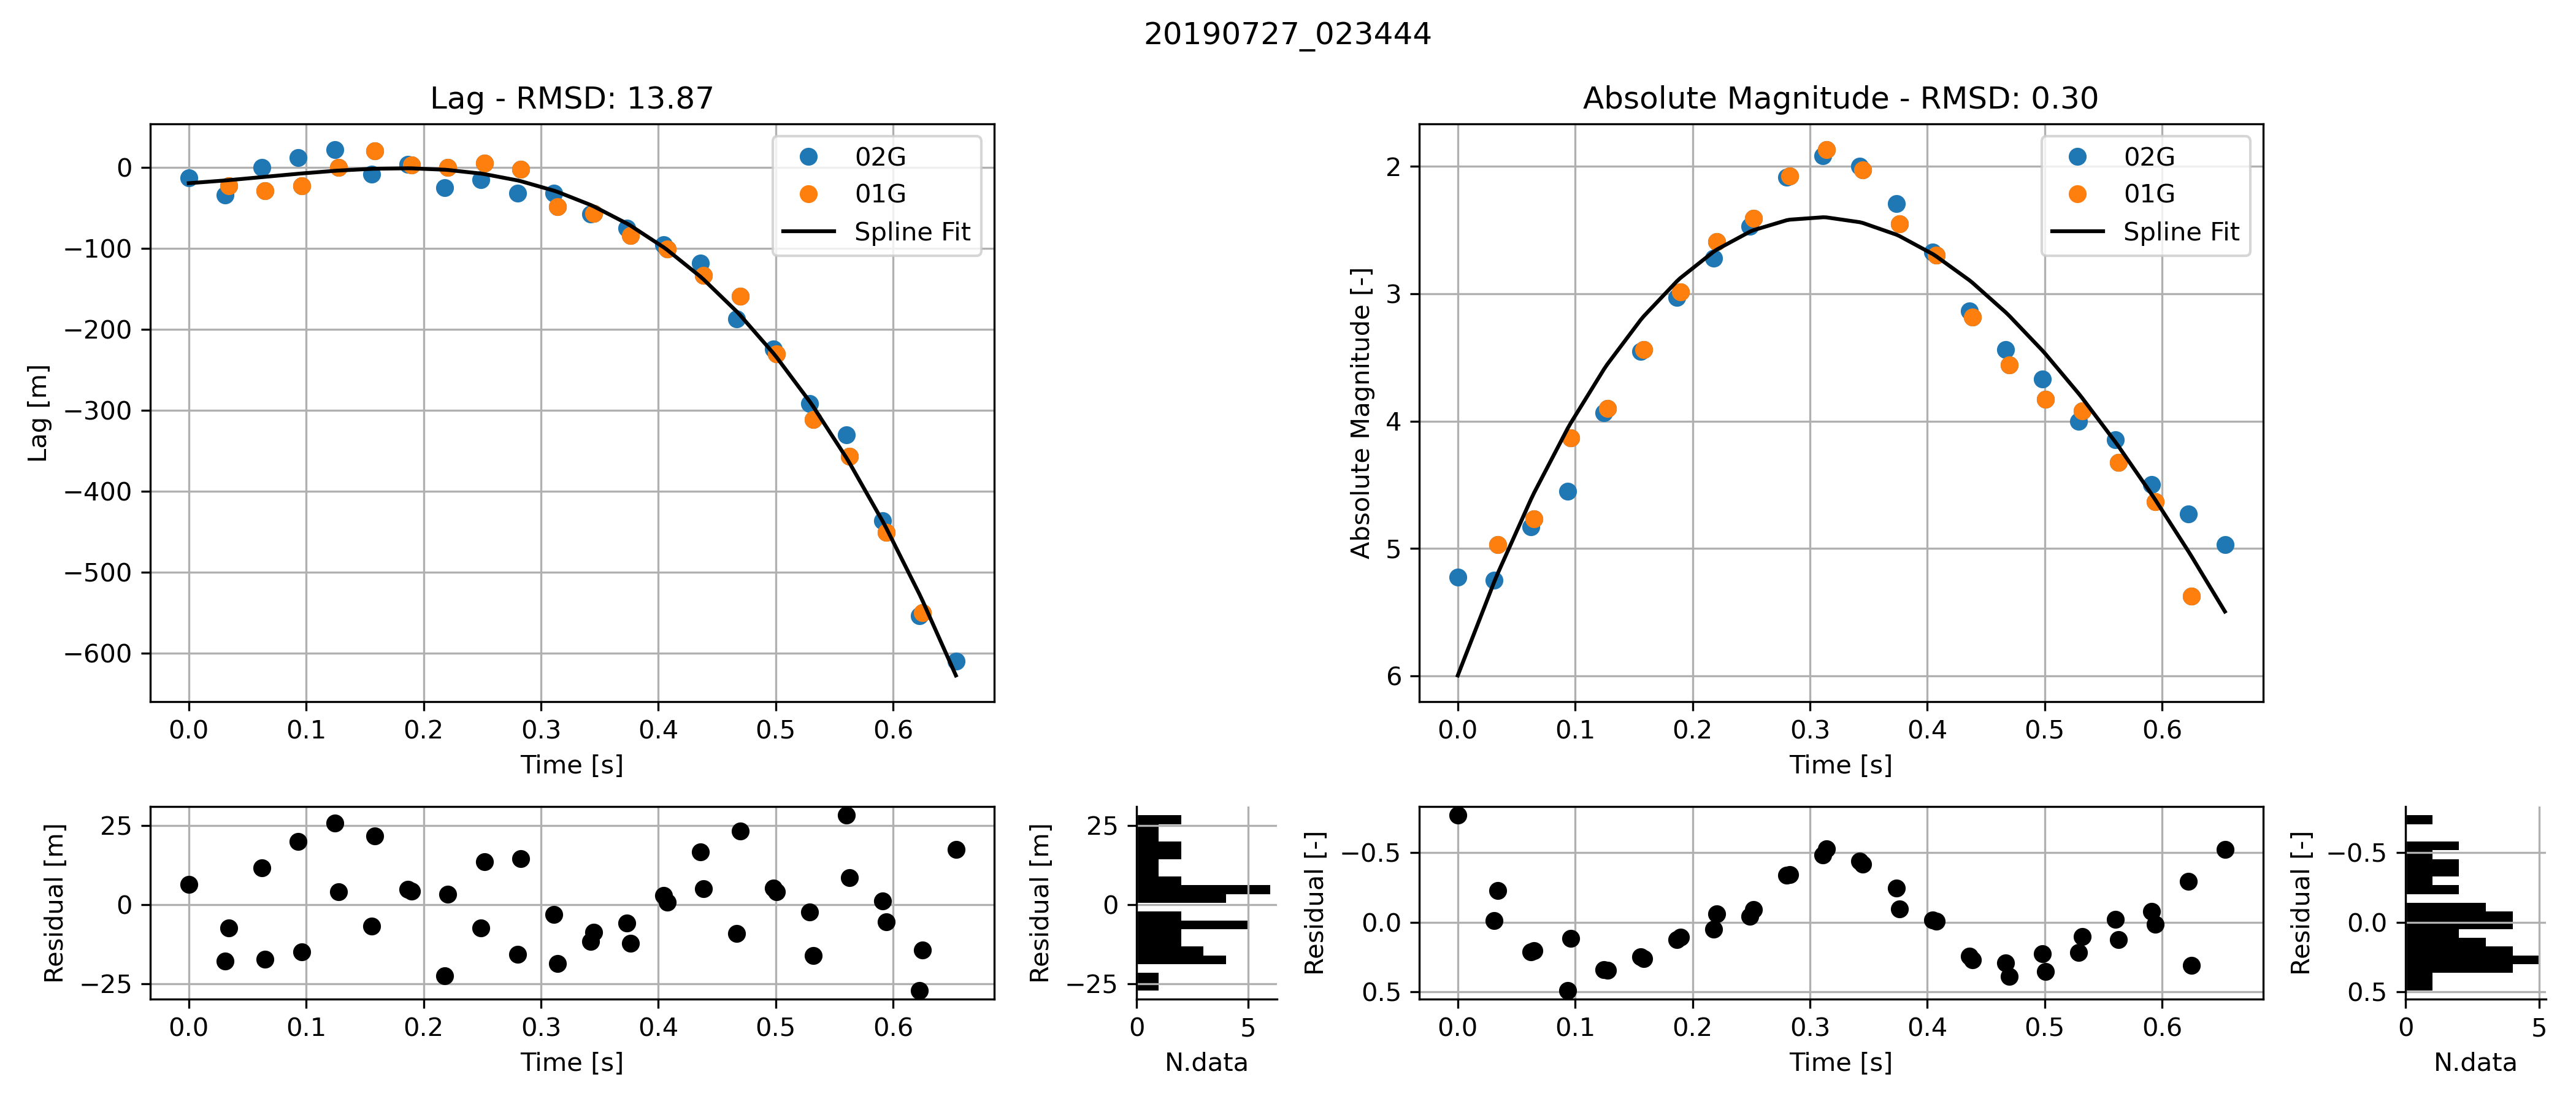 20190727_023444
Lag - RMSD: 13.87
02G
01G
Spline Fit
Lag [m]
0
−100
−200
−300
−400
−500
−600
0.0 0.1 0.2 0.3 0.4 0.5 0.6
Time [s]
Absolute Magnitude - RMSD: 0.30
02G
01G
Spline Fit
Absolute Magnitude [-]
2
3
4
5
6
0.0 0.1 0.2 0.3 0.4 0.5 0.6
Time [s]
Residual [m]
25
0
−25
0.0 0.1 0.2 0.3 0.4 0.5 0.6
Time [s]
Residual [m]
25
0
−25
0 5
N.data
Residual [-]
−0.5
0.0
0.5
0.0 0.1 0.2 0.3 0.4 0.5 0.6
Time [s]
Residual [-]
−0.5
0.0
0.5
0 5
N.data